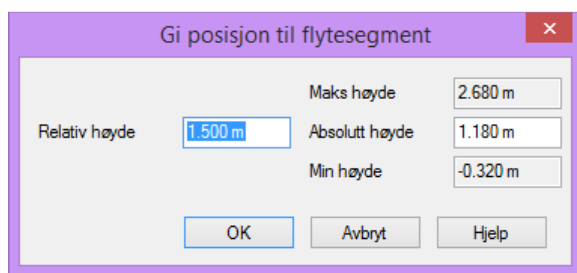 Gi posisjon til flytesegment
Maks høyde 2.680 m
Relativ høyde 1.500 m Absolutt høyde 1.180 m
Min høyde -0.320 m
OK Avbryt Hjelp